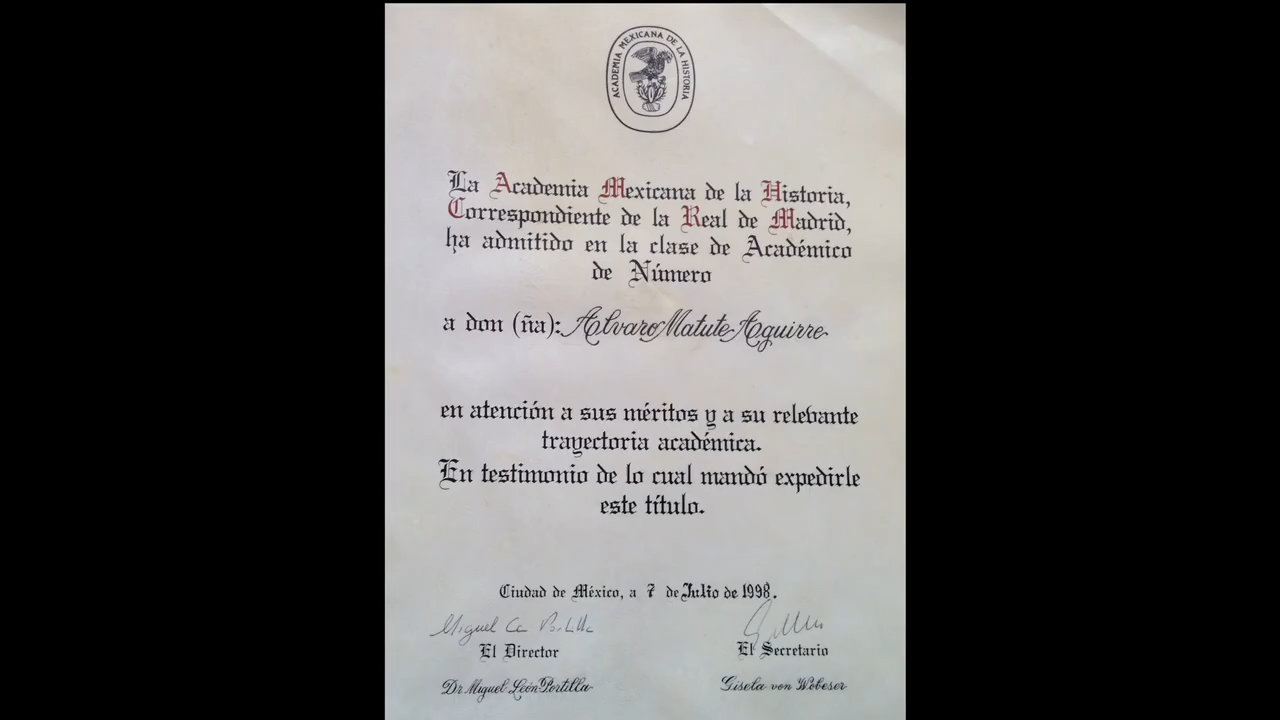 ACADEMIA MEXICANA DE LA HISTORIA
La Academia Mexicana de la Historia,
Correspondiente de la Real de Madrid,
ha admitido en la clase de Académico
de Número
a don (ña): Alvaro Matute Aguirre
en atención a sus méritos y a su relevante
trayectoria académica.
En testimonio de lo cual mandó expedirle
este título.
Ciudad de México, a 7 de Julio de 1998.
El Director
El Secretario
Dr. Miguel León Portilla
Gisela von Wobeser